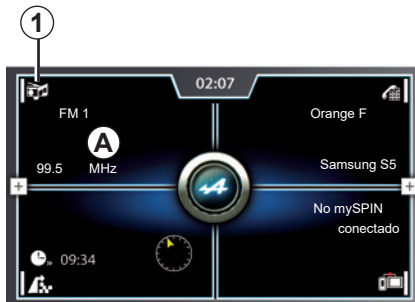 1
02:07
FM 1
Orange F
A
99.5 MHz
Samsung S5
No mySPIN
conectado
09:34